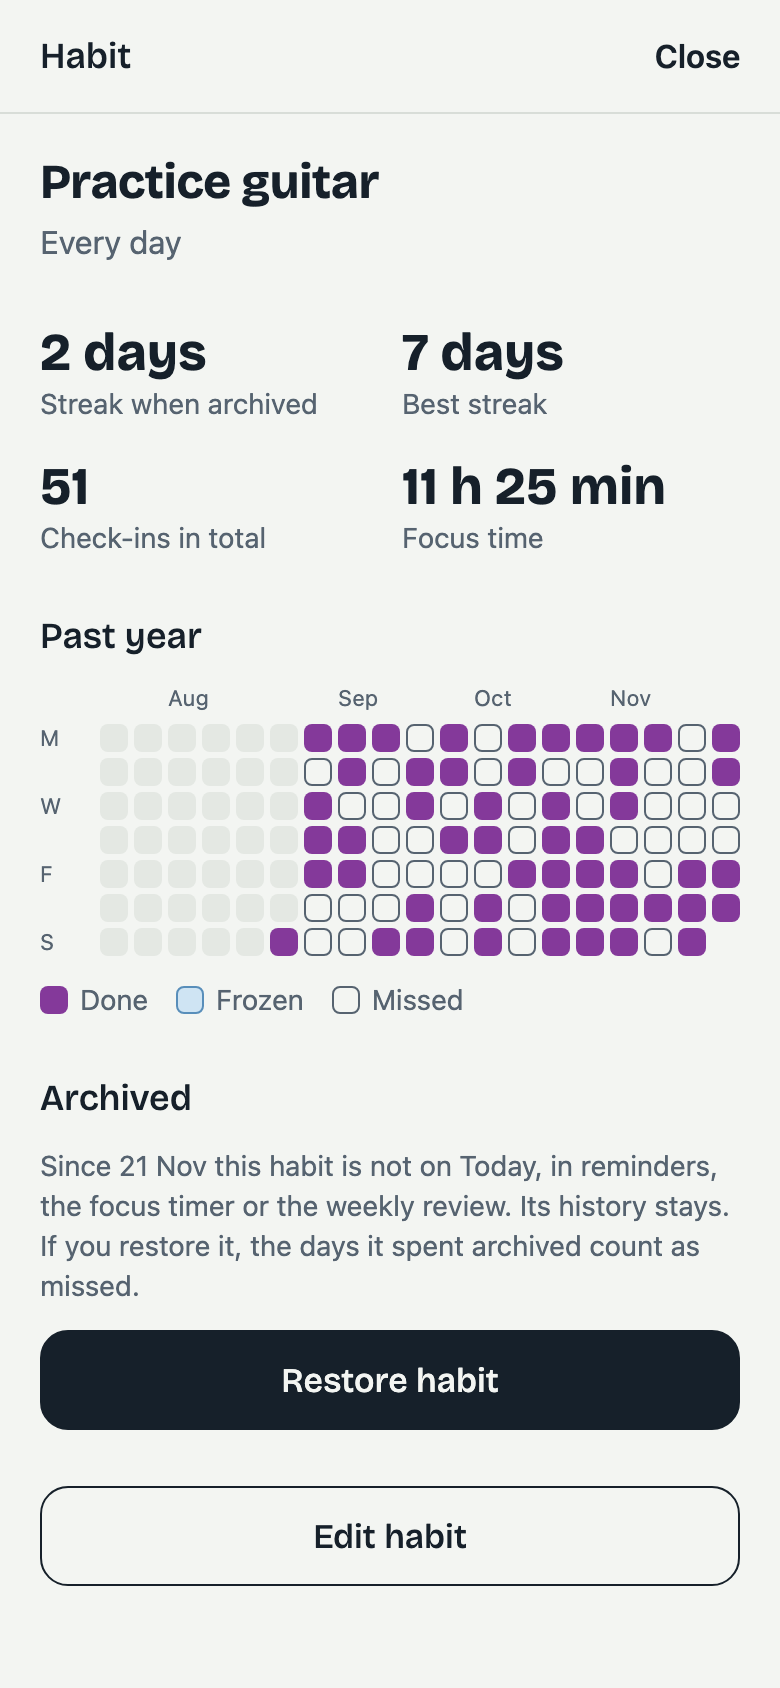 Habit
Close
Practice guitar
Every day
2 days
Streak when archived
7 days
Best streak
51
Check-ins in total
11 h 25 min
Focus time
Past year
Aug Sep Oct Nov
M
W
F
S
Done Frozen Missed
Archived
Since 21 Nov this habit is not on Today, in reminders,
the focus timer or the weekly review. Its history stays.
If you restore it, the days it spent archived count as
missed.
Restore habit
Edit habit